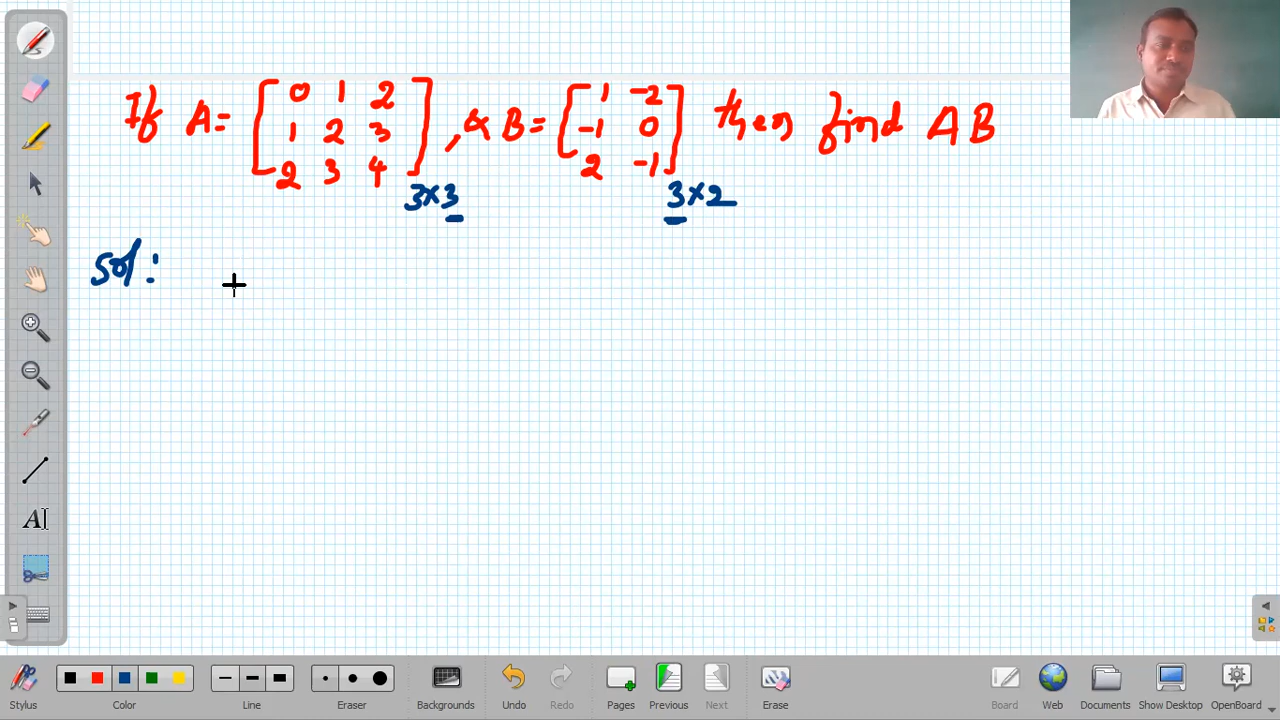 If A= [ 0 1 2 ] , & B= [ 1 -2 ] then find AB
1 2 3 -1 0
2 3 4 2 -1
3×3 3×2
Sol :
AI
Stylus Color Line Eraser Backgrounds Undo Redo Pages Previous Next Erase Board Web Documents Show Desktop OpenBoard